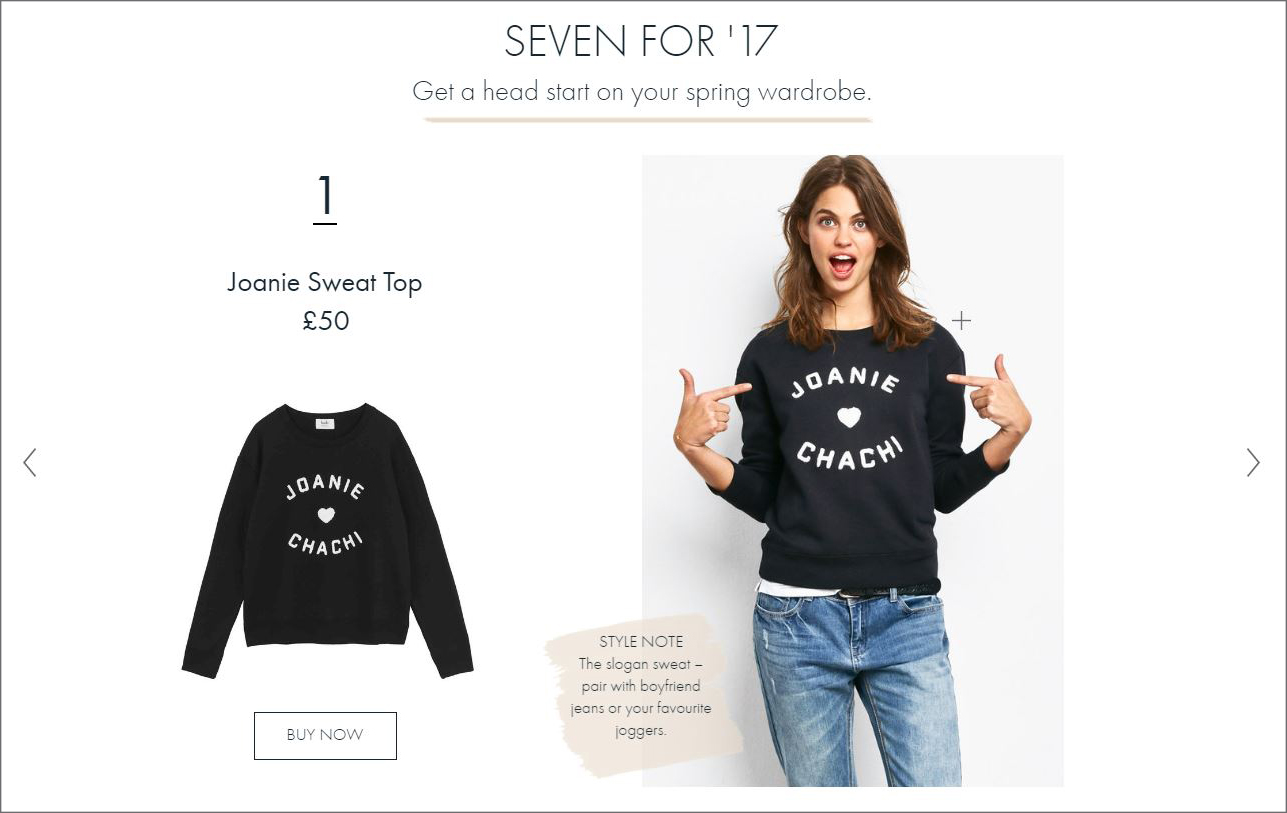 SEVEN FOR '17
Get a head start on your spring wardrobe.
1
Joanie Sweat Top
£50
JOANIE
CHACHI
BUY NOW
JOANIE
CHACHI
STYLE NOTE
The slogan sweat –
pair with boyfriend
jeans or your favourite
joggers.